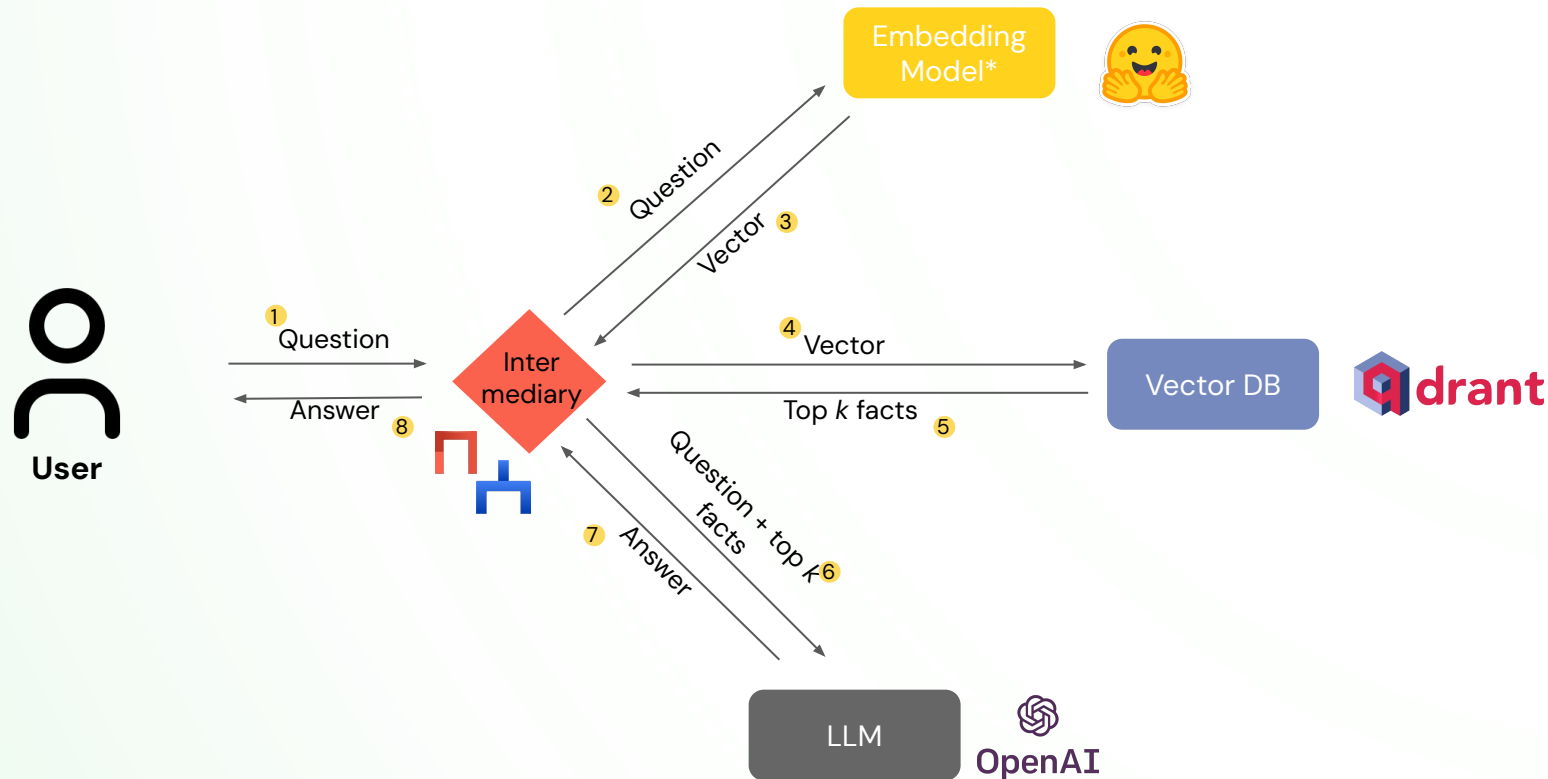 Embedding
Model*
2
Question
Vector
3
1
Question
Inter
mediary
4
Vector
Vector DB
qdrant
Answer
8
Top k facts
5
User
Question + top k
facts
6
7
Answer
LLM
OpenAI